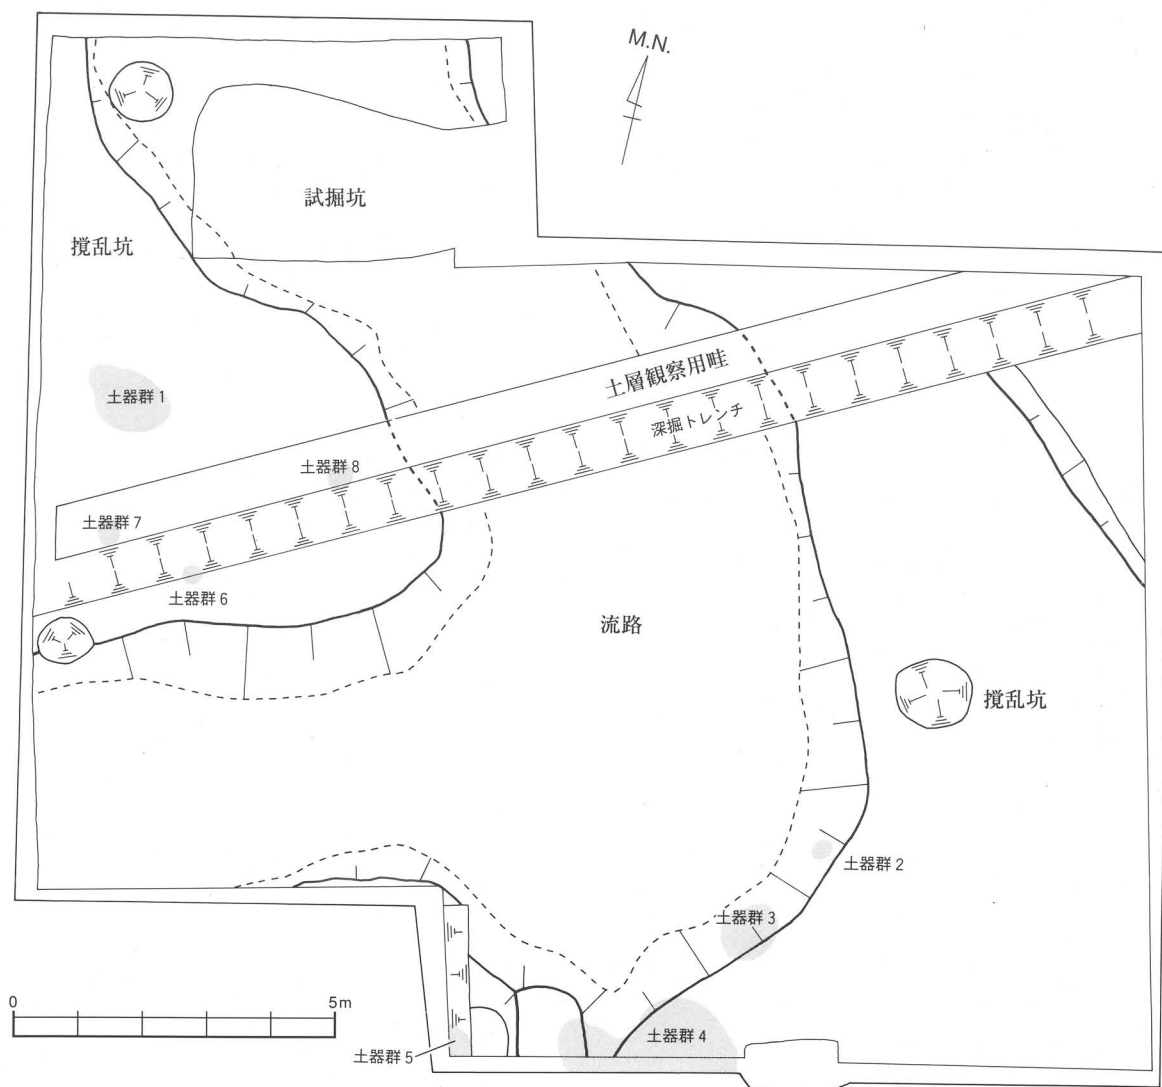 M.N.
試掘坑
撹乱坑
土器群1
土層観察用畦
深掘トレンチ
土器群8
土器群7
土器群6
流路
撹乱坑
土器群2
土器群3
土器群4
土器群5
0 5m